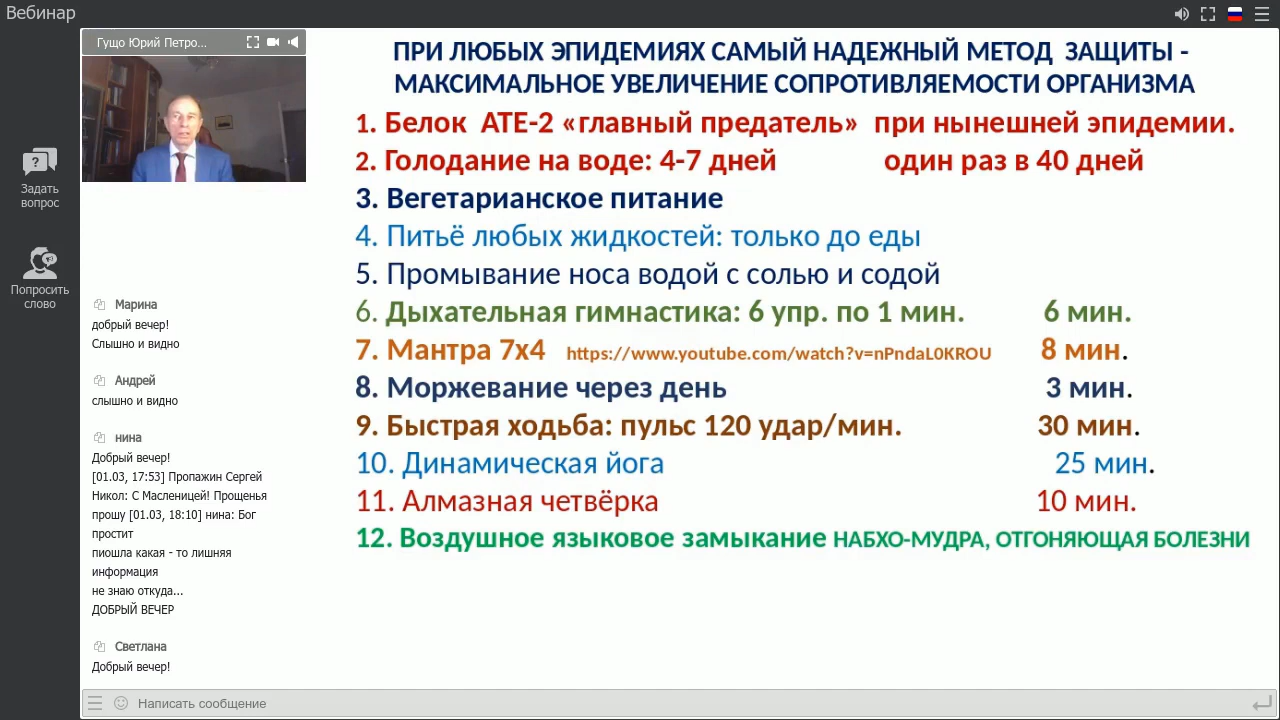 Вебинар
Гущо Юрий Петро...
Задать
вопрос
Попросить
слово
Марина
добрый вечер!
Слышно и видно
Андрей
слышно и видно
нина
Добрый вечер!
[01.03, 17:53] Пропажин Сергей
Никол: С Масленицей! Прощенья
прошу [01.03, 18:10] нина: Бог
простит
пиошла какая - то лишняя
информация
не знаю откуда...
ДОБРЫЙ ВЕЧЕР
Светлана
Добрый вечер!
Написать сообщение
ПРИ ЛЮБЫХ ЭПИДЕМИЯХ САМЫЙ НАДЕЖНЫЙ МЕТОД ЗАЩИТЫ -
МАКСИМАЛЬНОЕ УВЕЛИЧЕНИЕ СОПРОТИВЛЯЕМОСТИ ОРГАНИЗМА
1. Белок АТЕ-2 «главный предатель» при нынешней эпидемии.
2. Голодание на воде: 4-7 дней один раз в 40 дней
3. Вегетарианское питание
4. Питьё любых жидкостей: только до еды
5. Промывание носа водой с солью и содой
6. Дыхательная гимнастика: 6 упр. по 1 мин. 6 мин.
7. Мантра 7х4 https://www.youtube.com/watch?v=nPndaL0KROU 8 мин.
8. Моржевание через день 3 мин.
9. Быстрая ходьба: пульс 120 удар/мин. 30 мин.
10. Динамическая йога 25 мин.
11. Алмазная четвёрка 10 мин.
12. Воздушное языковое замыкание НАБХО-МУДРА, ОТГОНЯЮЩАЯ БОЛЕЗНИ